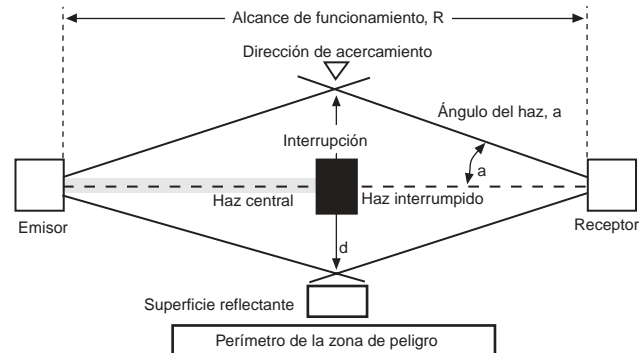 Alcance de funcionamiento, R
Dirección de acercamiento
Ángulo del haz, a
Interrupción
a
Haz central
Haz interrumpido
Emisor
Receptor
d
Superficie reflectante
Perímetro de la zona de peligro